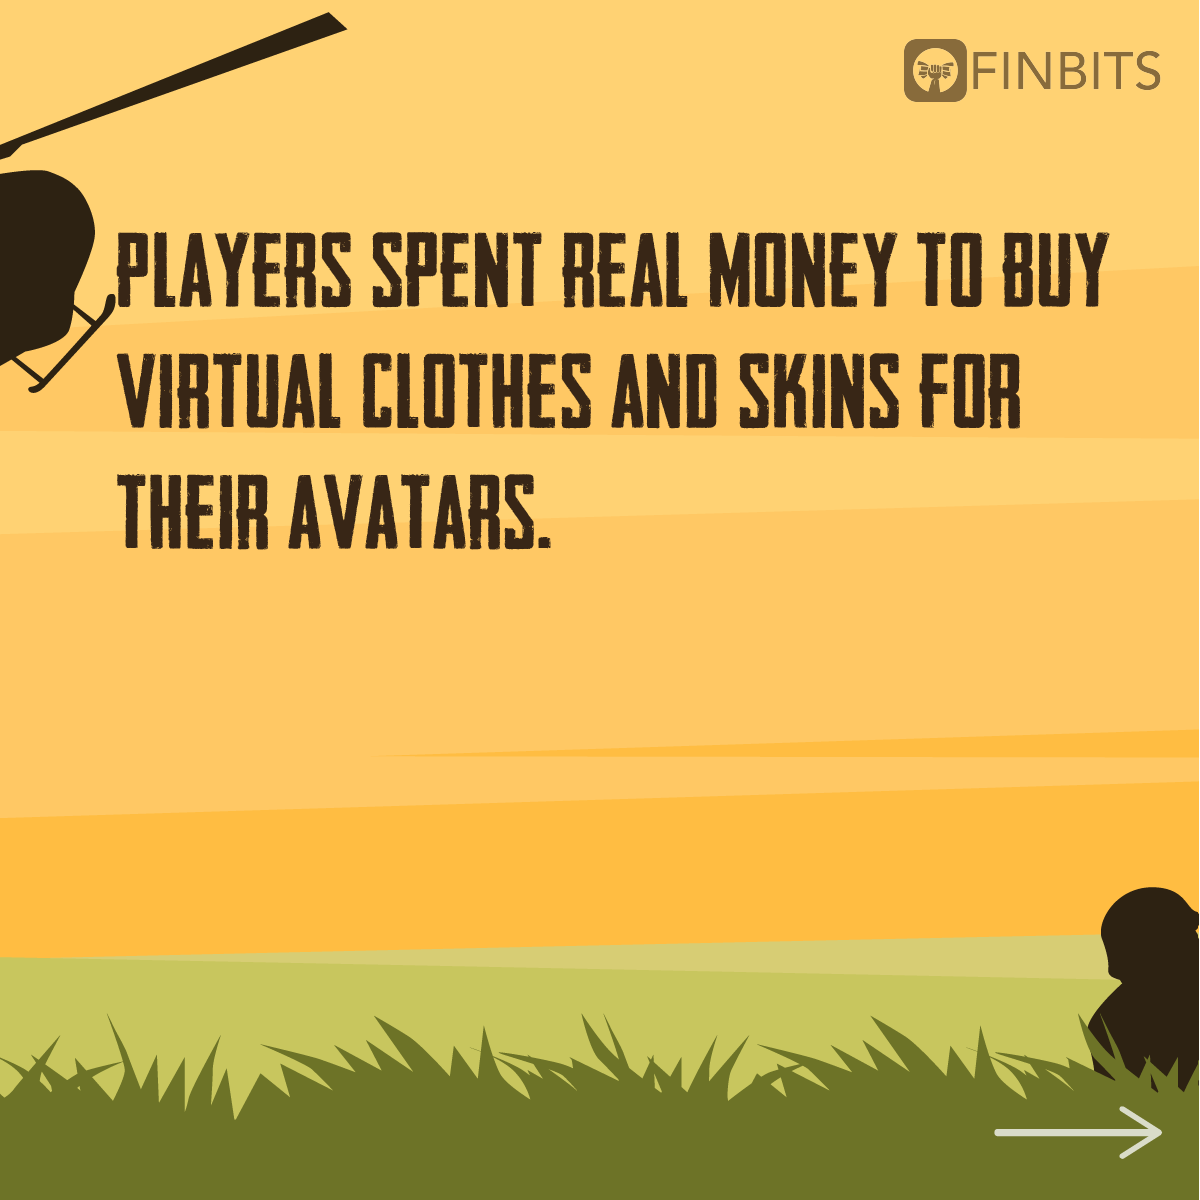 FINBITS
PLAYERS SPENT REAL MONEY TO BUY
VIRTUAL CLOTHES AND SKINS FOR
THEIR AVATARS.